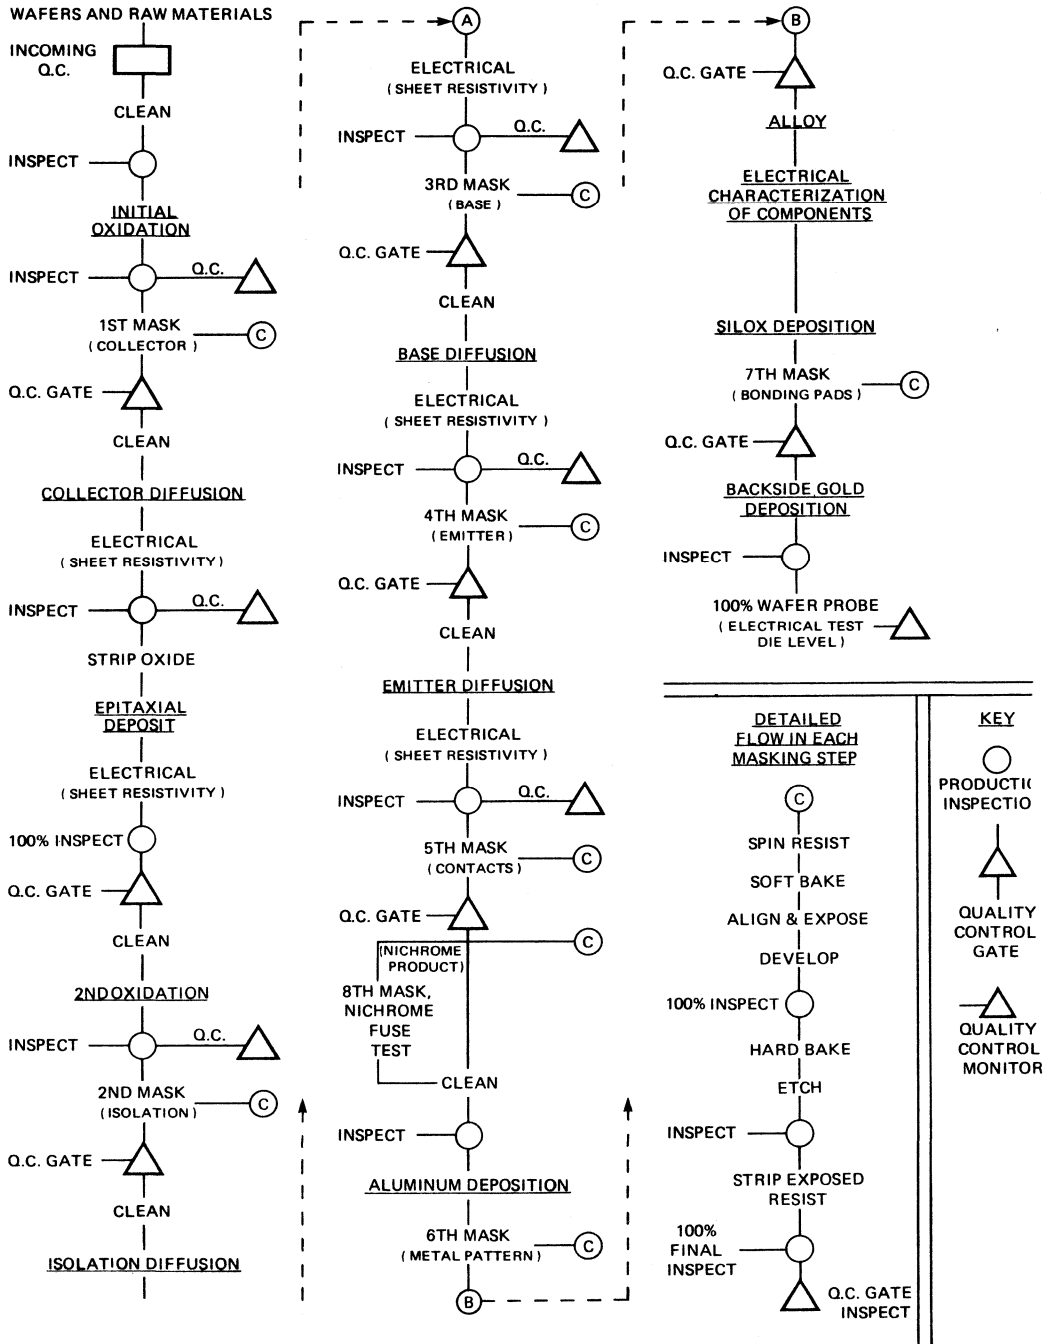 WAFERS AND RAW MATERIALS
INCOMING
Q.C.
CLEAN
INSPECT
INITIAL
OXIDATION
INSPECT
Q.C.
1ST MASK
(COLLECTOR)
C
Q.C. GATE
CLEAN
COLLECTOR DIFFUSION
ELECTRICAL
(SHEET RESISTIVITY)
INSPECT
Q.C.
STRIP OXIDE
EPITAXIAL
DEPOSIT
ELECTRICAL
(SHEET RESISTIVITY)
100% INSPECT
Q.C. GATE
CLEAN
2ND OXIDATION
INSPECT
Q.C.
2ND MASK
(ISOLATION)
C
Q.C. GATE
CLEAN
ISOLATION DIFFUSION
A
ELECTRICAL
(SHEET RESISTIVITY)
INSPECT
Q.C.
3RD MASK
(BASE)
C
Q.C. GATE
CLEAN
BASE DIFFUSION
ELECTRICAL
(SHEET RESISTIVITY)
INSPECT
Q.C.
4TH MASK
(EMITTER)
C
Q.C. GATE
CLEAN
EMITTER DIFFUSION
ELECTRICAL
(SHEET RESISTIVITY)
INSPECT
Q.C.
5TH MASK
(CONTACTS)
C
Q.C. GATE
C
(NICHROME
PRODUCT)
8TH MASK,
NICHROME
FUSE
TEST
CLEAN
INSPECT
ALUMINUM DEPOSITION
6TH MASK
(METAL PATTERN)
C
B
B
Q.C. GATE
ALLOY
ELECTRICAL
CHARACTERIZATION
OF COMPONENTS
SILOX DEPOSITION
7TH MASK
(BONDING PADS)
C
Q.C. GATE
BACKSIDE GOLD
DEPOSITION
INSPECT
100% WAFER PROBE
(ELECTRICAL TEST
DIE LEVEL)
DETAILED
FLOW IN EACH
MASKING STEP
C
SPIN RESIST
SOFT BAKE
ALIGN & EXPOSE
DEVELOP
100% INSPECT
HARD BAKE
ETCH
INSPECT
STRIP EXPOSED
RESIST
100%
FINAL
INSPECT
Q.C. GATE
INSPECT
KEY
PRODUCTI
INSPECTIO
QUALITY
CONTROL
GATE
QUALITY
CONTROL
MONITOR